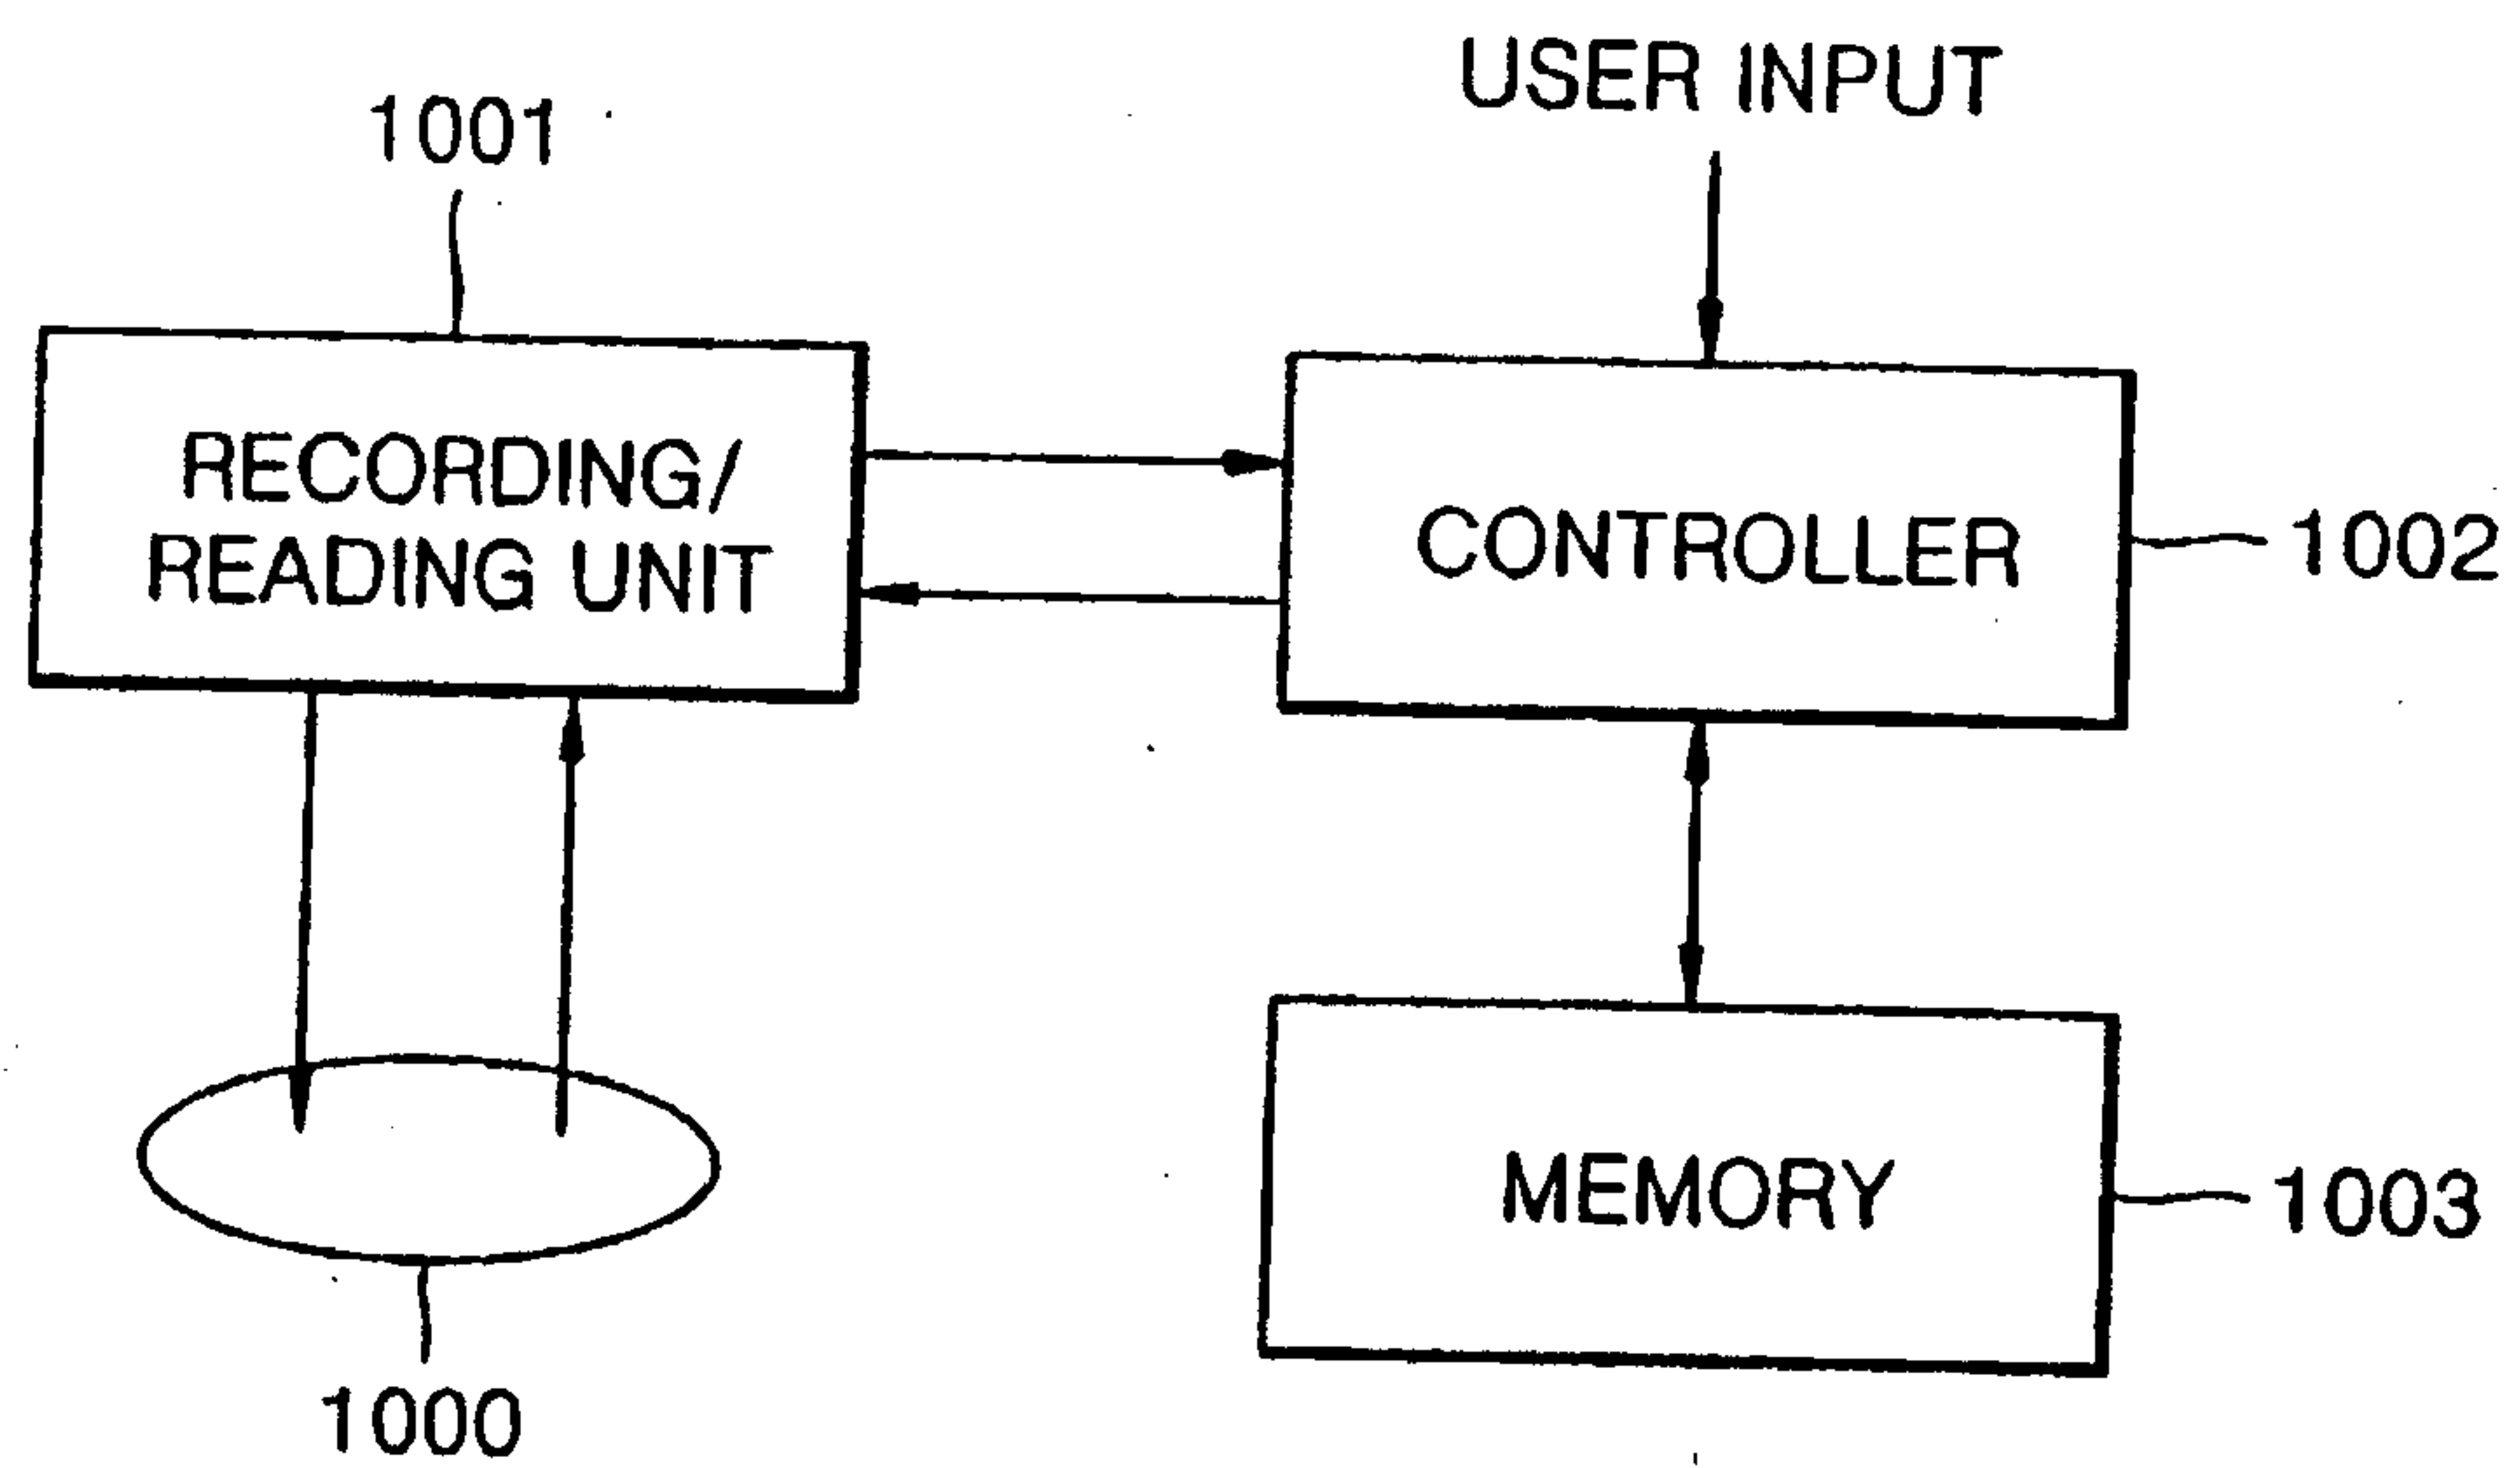 USER INPUT
1001
RECORDING/
READING UNIT
CONTROLLER
1002
MEMORY
1003
1000